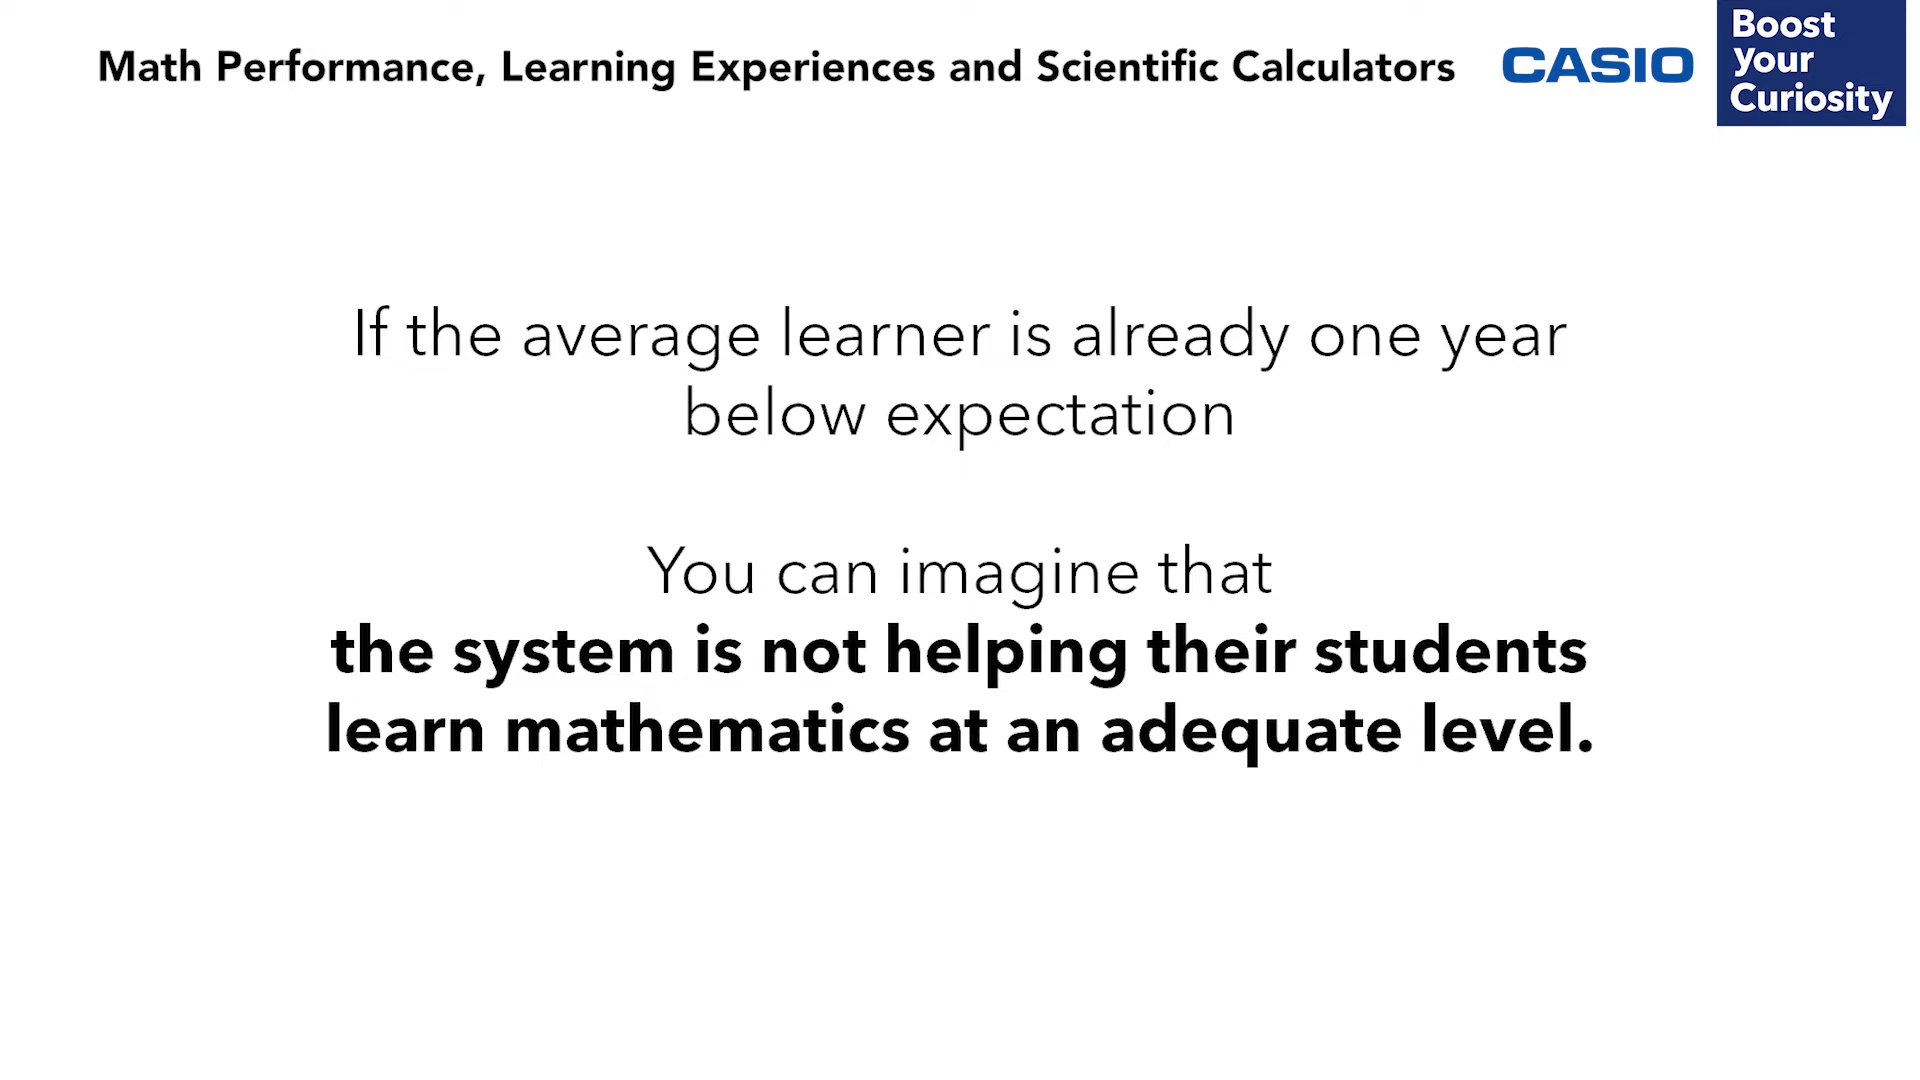 Math Performance, Learning Experiences and Scientific Calculators
CASIO
Boost
Your
Curiosity
If the average learner is already one year
below expectation
You can imagine that
the system is not helping their students
learn mathematics at an adequate level.